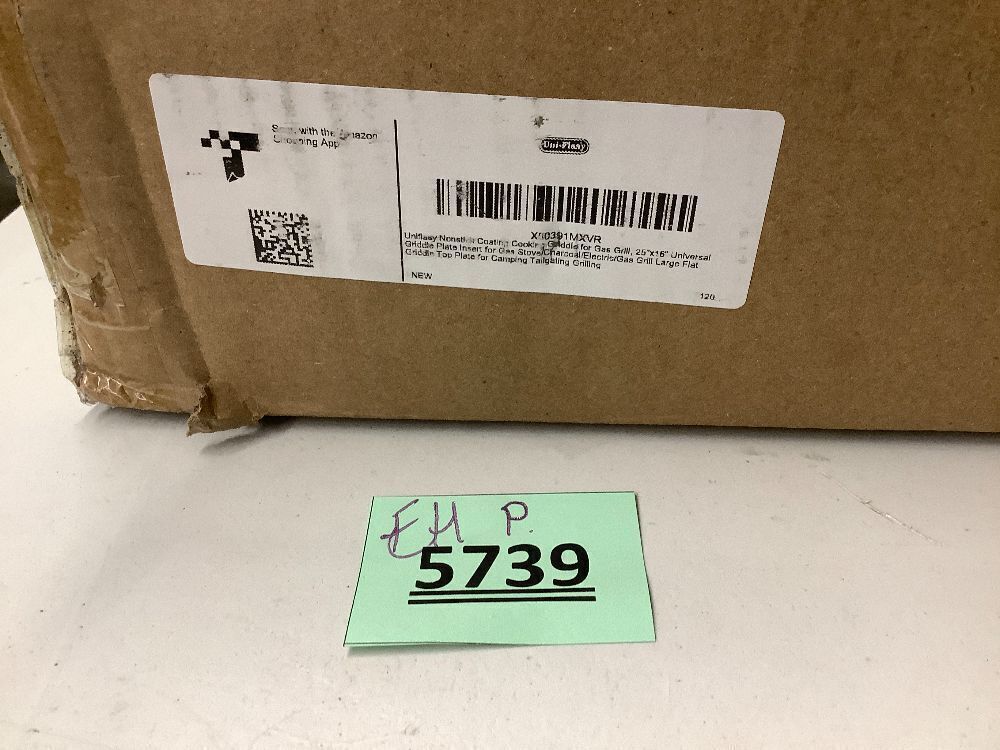 with the
App
Uni-Flasy
Uniflasy Nonstick Coating Cooking Griddle for Gas Grill, 25"x16" Universal
Griddle Plate Insert for Gas Stove/Charcoal/Electric/Gas Grill Large Flat
Griddle Top Plate for Camping Tailgating Grilling
NEW
120
EH P.
5739